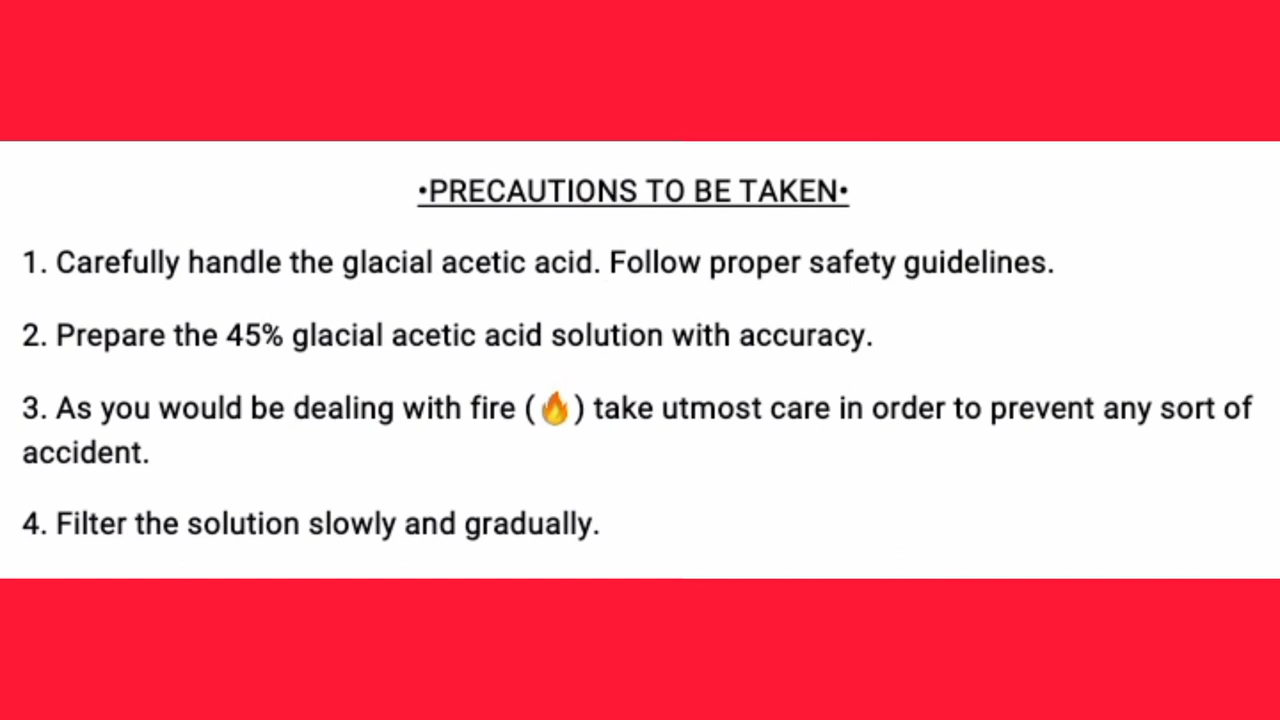 •PRECAUTIONS TO BE TAKEN•
1. Carefully handle the glacial acetic acid. Follow proper safety guidelines.
2. Prepare the 45% glacial acetic acid solution with accuracy.
3. As you would be dealing with fire (🔥) take utmost care in order to prevent any sort of
accident.
4. Filter the solution slowly and gradually.